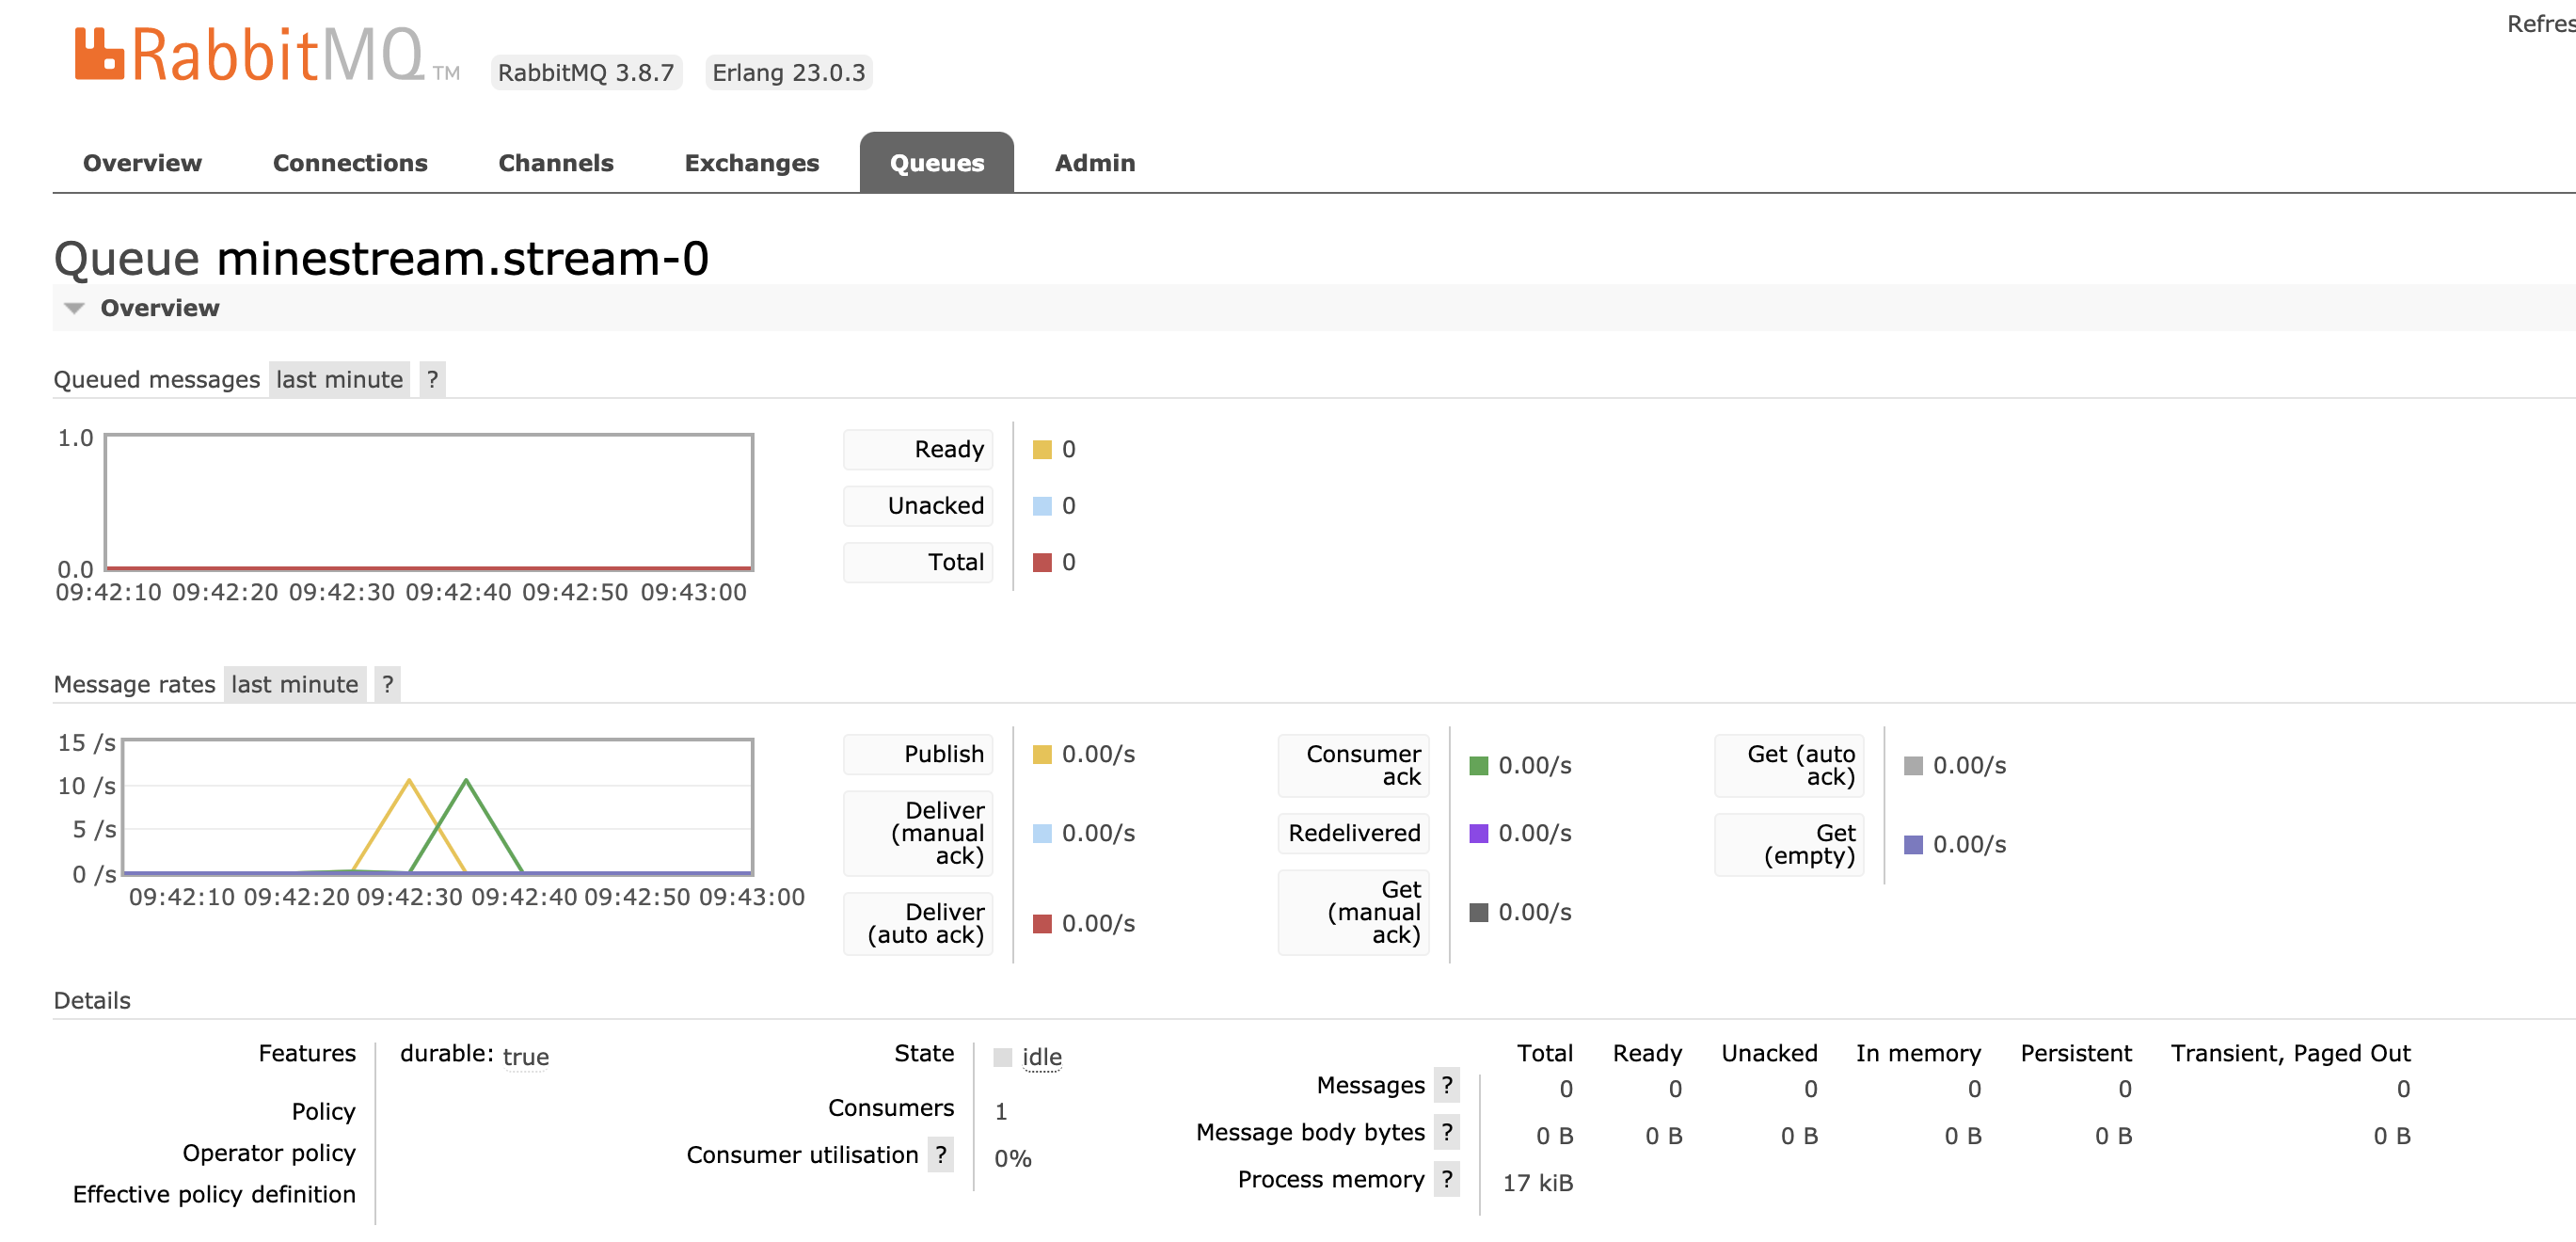 Refres
RabbitMQ TM RabbitMQ 3.8.7 Erlang 23.0.3
Overview Connections Channels Exchanges Queues Admin
Queue minestream.stream-0
Overview
Queued messages last minute ?
1.0
0.0
09:42:10 09:42:20 09:42:30 09:42:40 09:42:50 09:43:00
Ready 0
Unacked 0
Total 0
Message rates last minute ?
15 /s
10 /s
5 /s
0 /s
09:42:10 09:42:20 09:42:30 09:42:40 09:42:50 09:43:00
Publish 0.00/s
Deliver
(manual 0.00/s
ack)
Deliver
(auto ack) 0.00/s
Consumer
ack 0.00/s
Redelivered 0.00/s
Get
(manual 0.00/s
ack)
Get (auto
ack) 0.00/s
Get
(empty) 0.00/s
Details
Features durable: true
Policy
Operator policy
Effective policy definition
State idle
Consumers 1
Consumer utilisation ? 0%
Total Ready Unacked In memory Persistent Transient, Paged Out
Messages ? 0 0 0 0 0 0
Message body bytes ? 0 B 0 B 0 B 0 B 0 B 0 B
Process memory ? 17 kiB